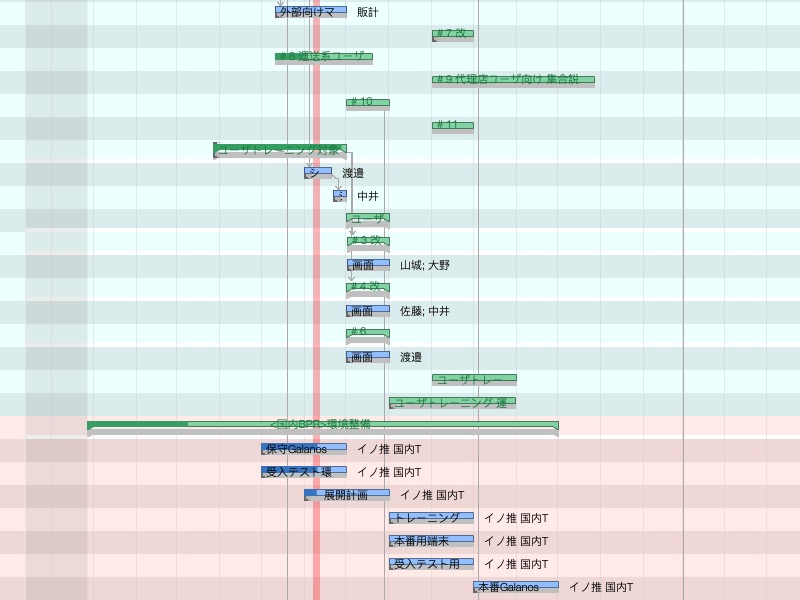 外部向けマ 販計
#7 改
#8 運送系ユーザ
#9 代理店ユーザ向け 集合説
#10
#11
ユーザトレーニング対象
シ 渡邉
中井
ユーザ
#3 改
画面 山城; 大野
#4 改
画面 佐藤; 中井
#6
画面 渡邉
ユーザトレー
ユーザトレーニング 運
<国内BPR>環境整備
保守Galanos イノ推 国内T
受入テスト環 イノ推 国内T
展開計画 イノ推 国内T
トレーニング イノ推 国内T
本番用端末 イノ推 国内T
受入テスト用 イノ推 国内T
本番Galanos イノ推 国内T